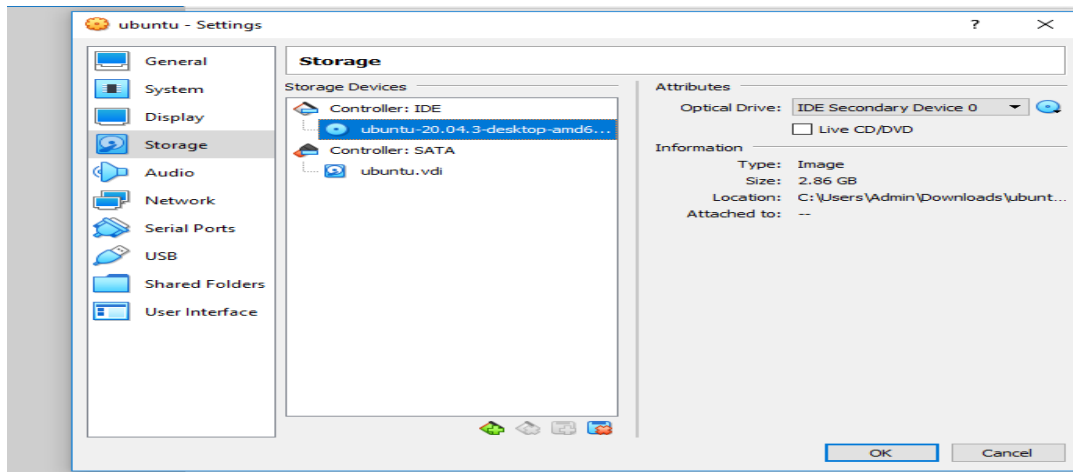 ubuntu - Settings
?
General
System
Display
Storage
Audio
Network
Serial Ports
USB
Shared Folders
User Interface
Storage
Storage Devices
Controller: IDE
ubuntu-20.04.3-desktop-amd6...
Controller: SATA
ubuntu.vdi
Attributes
Optical Drive: IDE Secondary Device 0
Live CD/DVD
Information
Type: Image
Size: 2.86 GB
Location: C:\Users\Admin\Downloads\ubunt...
Attached to: --
OK
Cancel